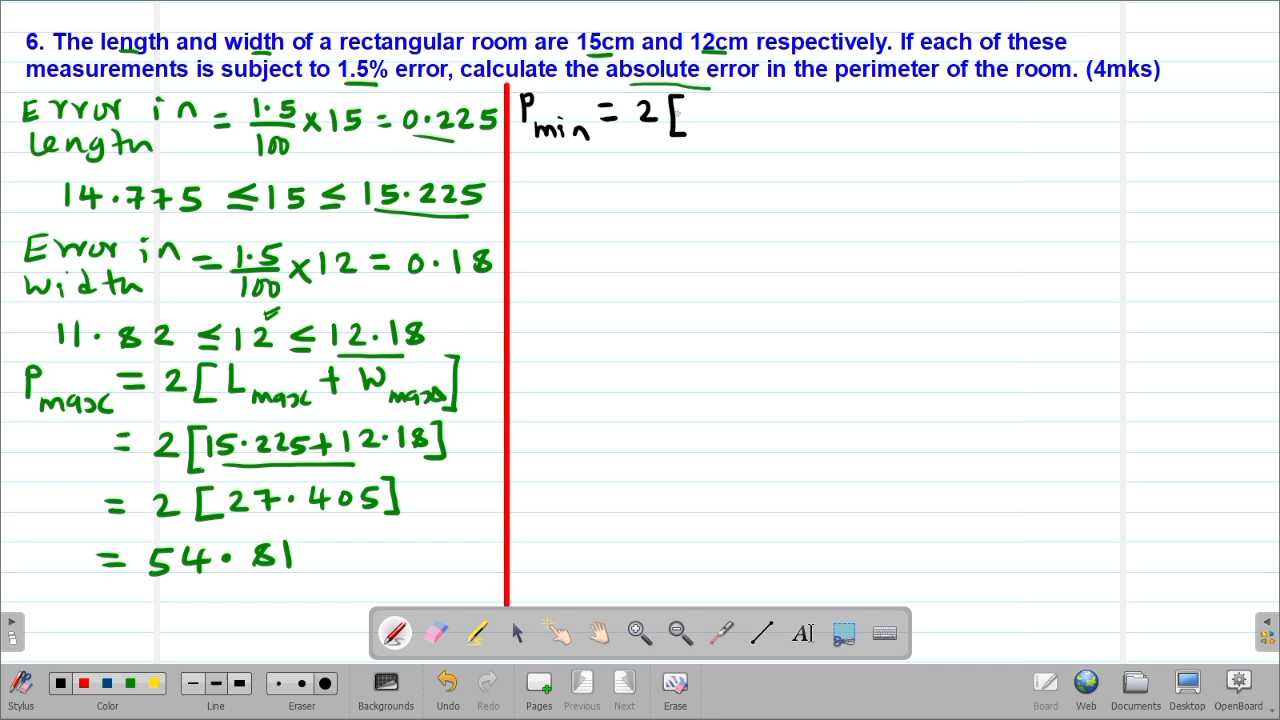 6. The length and width of a rectangular room are 15cm and 12cm respectively. If each of these
measurements is subject to 1.5% error, calculate the absolute error in the perimeter of the room. (4mks)
Error in length = 1.5/100 × 15 = 0.225
14.775 ≤ 15 ≤ 15.225
Error in width = 1.5/100 × 12 = 0.18
11.82 ≤ 12 ≤ 12.18
Pmax = 2[Lmax + Wmax]
= 2[15.225+12.18]
= 2[27.405]
= 54.81
Pmin = 2[
Stylus Color Line Eraser Backgrounds Undo Redo Pages Previous Next Erase Board Web Documents Desktop OpenBoard